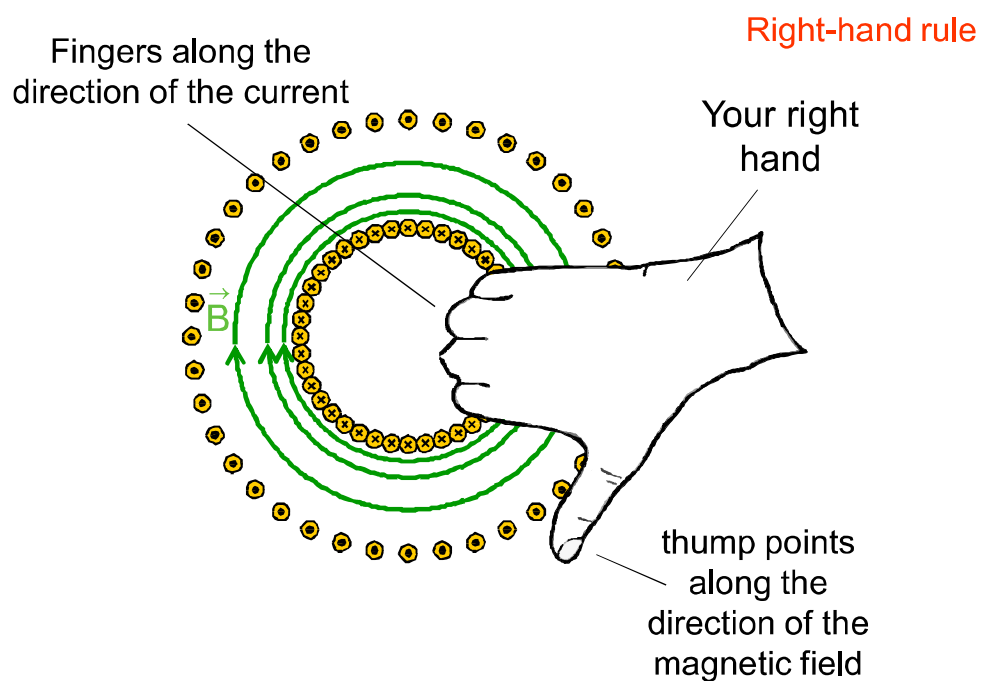 Right-hand rule
Fingers along the
direction of the current
Your right
hand
B
thump points
along the
direction of the
magnetic field